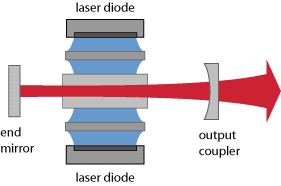 laser diode
end
mirror
output
coupler
laser diode